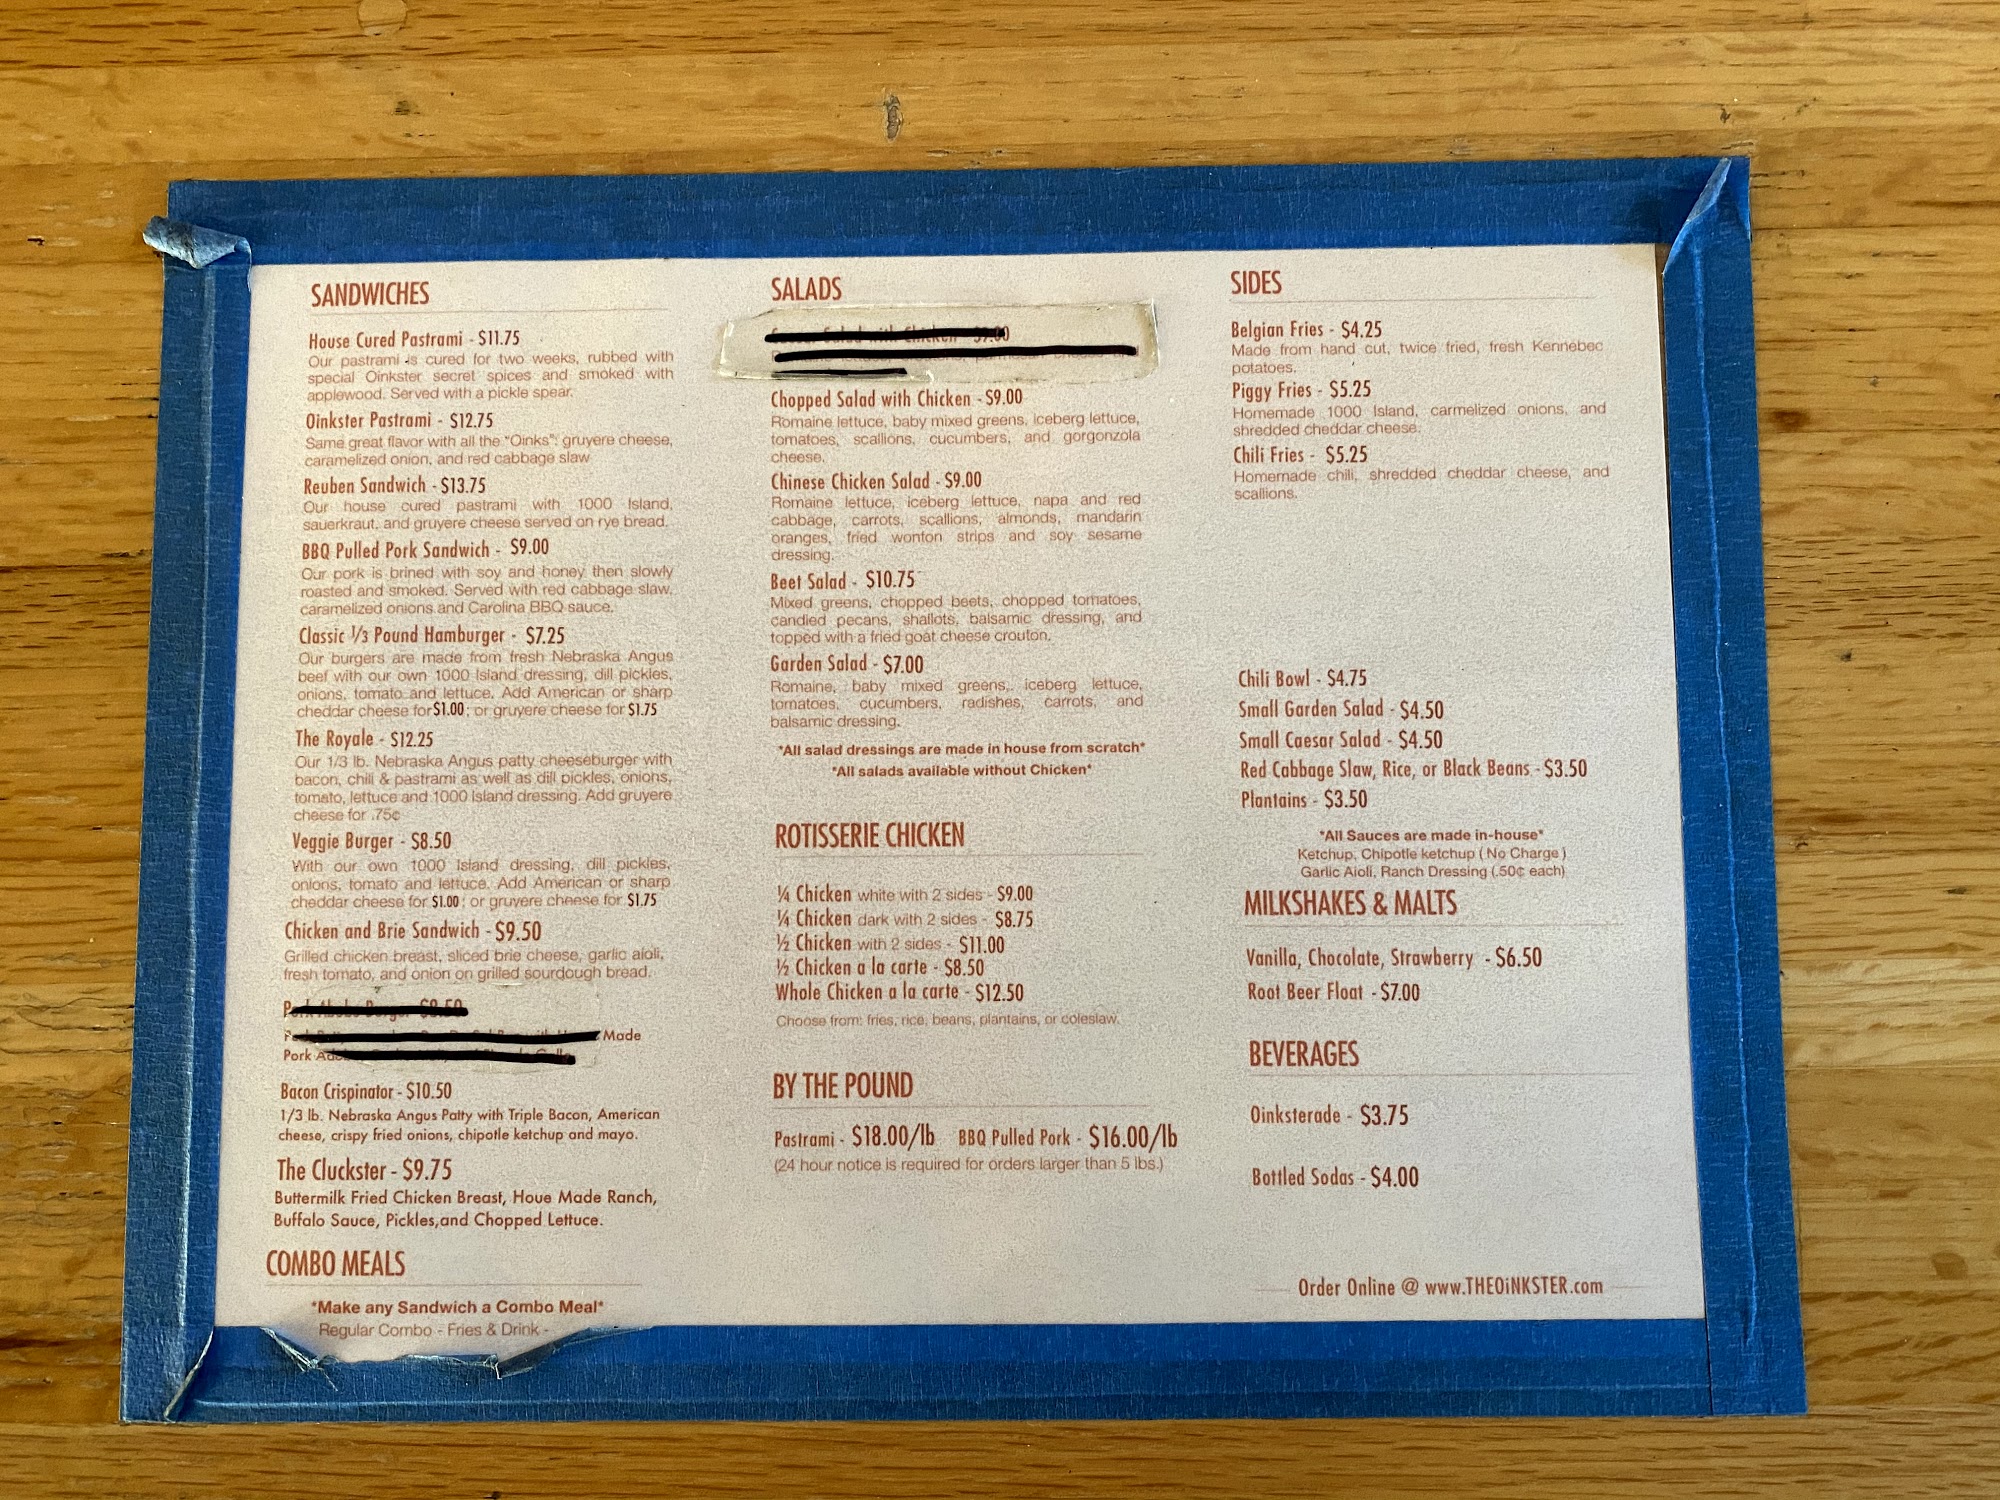 SANDWICHES
House Cured Pastrami - $11.75
Our pastrami is cured for two weeks, rubbed with
special Oinkster secret spices and smoked with
applewood. Served with a pickle spear.
Oinkster Pastrami - $12.75
Same great flavor with all the "Oinks": gruyere cheese,
caramelized onion, and red cabbage slaw
Reuben Sandwich - $13.75
Our house cured pastrami with 1000 Island,
sauerkraut, and gruyere cheese served on rye bread.
BBQ Pulled Pork Sandwich - $9.00
Our pork is brined with soy and honey then slowly
roasted and smoked. Served with red cabbage slaw,
caramelized onions and Carolina BBQ sauce.
Classic 1/3 Pound Hamburger - $7.25
Our burgers are made from fresh Nebraska Angus
beef with our own 1000 Island dressing, dill pickles,
onions, tomato and lettuce. Add American or sharp
cheddar cheese for $1.00; or gruyere cheese for $1.75
The Royale - $12.25
Our 1/3 lb. Nebraska Angus patty cheeseburger with
bacon, chili & pastrami as well as dill pickles, onions,
tomato, lettuce and 1000 Island dressing. Add gruyere
cheese for .75¢
Veggie Burger - $8.50
With our own 1000 Island dressing, dill pickles,
onions, tomato and lettuce. Add American or sharp
cheddar cheese for $1.00; or gruyere cheese for $1.75
Chicken and Brie Sandwich - $9.50
Grilled chicken breast, sliced brie cheese, garlic aioli,
fresh tomato, and onion on grilled sourdough bread.
Burger $8.50
Made
Pork
Bacon Crispinator - $10.50
1/3 lb. Nebraska Angus Patty with Triple Bacon, American
cheese, crispy fried onions, chipotle ketchup and mayo.
The Cluckster - $9.75
Buttermilk Fried Chicken Breast, Houe Made Ranch,
Buffalo Sauce, Pickles,and Chopped Lettuce.
COMBO MEALS
*Make any Sandwich a Combo Meal*
Regular Combo - Fries & Drink -
SALADS
Salad with Chicken
Chopped Salad with Chicken - $9.00
Romaine lettuce, baby mixed greens, iceberg lettuce,
tomatoes, scallions, cucumbers, and gorgonzola
cheese.
Chinese Chicken Salad - $9.00
Romaine lettuce, iceberg lettuce, napa and red
cabbage, carrots, scallions, almonds, mandarin
oranges, fried wonton strips and soy sesame
dressing.
Beet Salad - $10.75
Mixed greens, chopped beets, chopped tomatoes,
candied pecans, shallots, balsamic dressing, and
topped with a fried goat cheese crouton.
Garden Salad - $7.00
Romaine, baby mixed greens, iceberg lettuce,
tomatoes, cucumbers, radishes, carrots, and
balsamic dressing.
*All salad dressings are made in house from scratch*
*All salads available without Chicken*
ROTISSERIE CHICKEN
¼ Chicken white with 2 sides - $9.00
¼ Chicken dark with 2 sides - $8.75
½ Chicken with 2 sides - $11.00
½ Chicken a la carte - $8.50
Whole Chicken a la carte - $12.50
Choose from: fries, rice, beans, plantains, or coleslaw.
BY THE POUND
Pastrami - $18.00/lb BBQ Pulled Pork - $16.00/lb
(24 hour notice is required for orders larger than 5 lbs.)
SIDES
Belgian Fries - $4.25
Made from hand cut, twice fried, fresh Kennebec
potatoes.
Piggy Fries - $5.25
Homemade 1000 Island, carmelized onions, and
shredded cheddar cheese.
Chili Fries - $5.25
Homemade chili, shredded cheddar cheese, and
scallions.
Chili Bowl - $4.75
Small Garden Salad - $4.50
Small Caesar Salad - $4.50
Red Cabbage Slaw, Rice, or Black Beans - $3.50
Plantains - $3.50
*All Sauces are made in-house*
Ketchup, Chipotle ketchup ( No Charge )
Garlic Aioli, Ranch Dressing (.50¢ each)
MILKSHAKES & MALTS
Vanilla, Chocolate, Strawberry - $6.50
Root Beer Float - $7.00
BEVERAGES
Oinksterade - $3.75
Bottled Sodas - $4.00
Order Online @ www.THEOiNKSTER.com